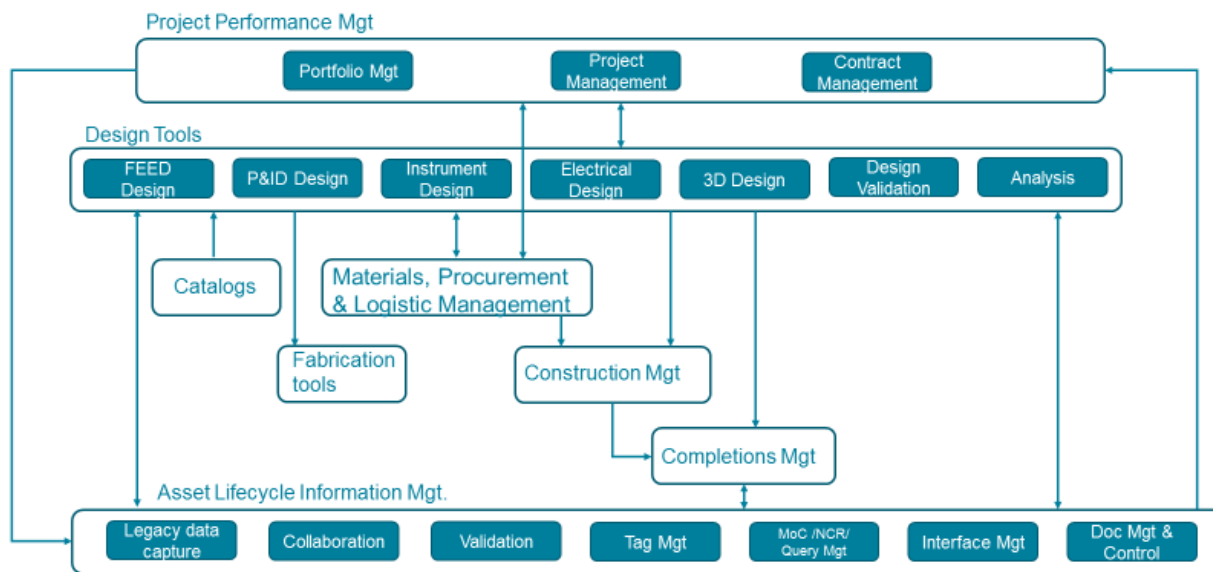 Project Performance Mgt
Portfolio Mgt
Project
Management
Contract
Management
Design Tools
FEED
Design
P&ID Design
Instrument
Design
Electrical
Design
3D Design
Design
Validation
Analysis
Catalogs
Materials, Procurement
& Logistic Management
Fabrication
tools
Construction Mgt
Completions Mgt
Asset Lifecycle Information Mgt.
Legacy data
capture
Collaboration
Validation
Tag Mgt
MoC /NCR/
Query Mgt
Interface Mgt
Doc Mgt &
Control